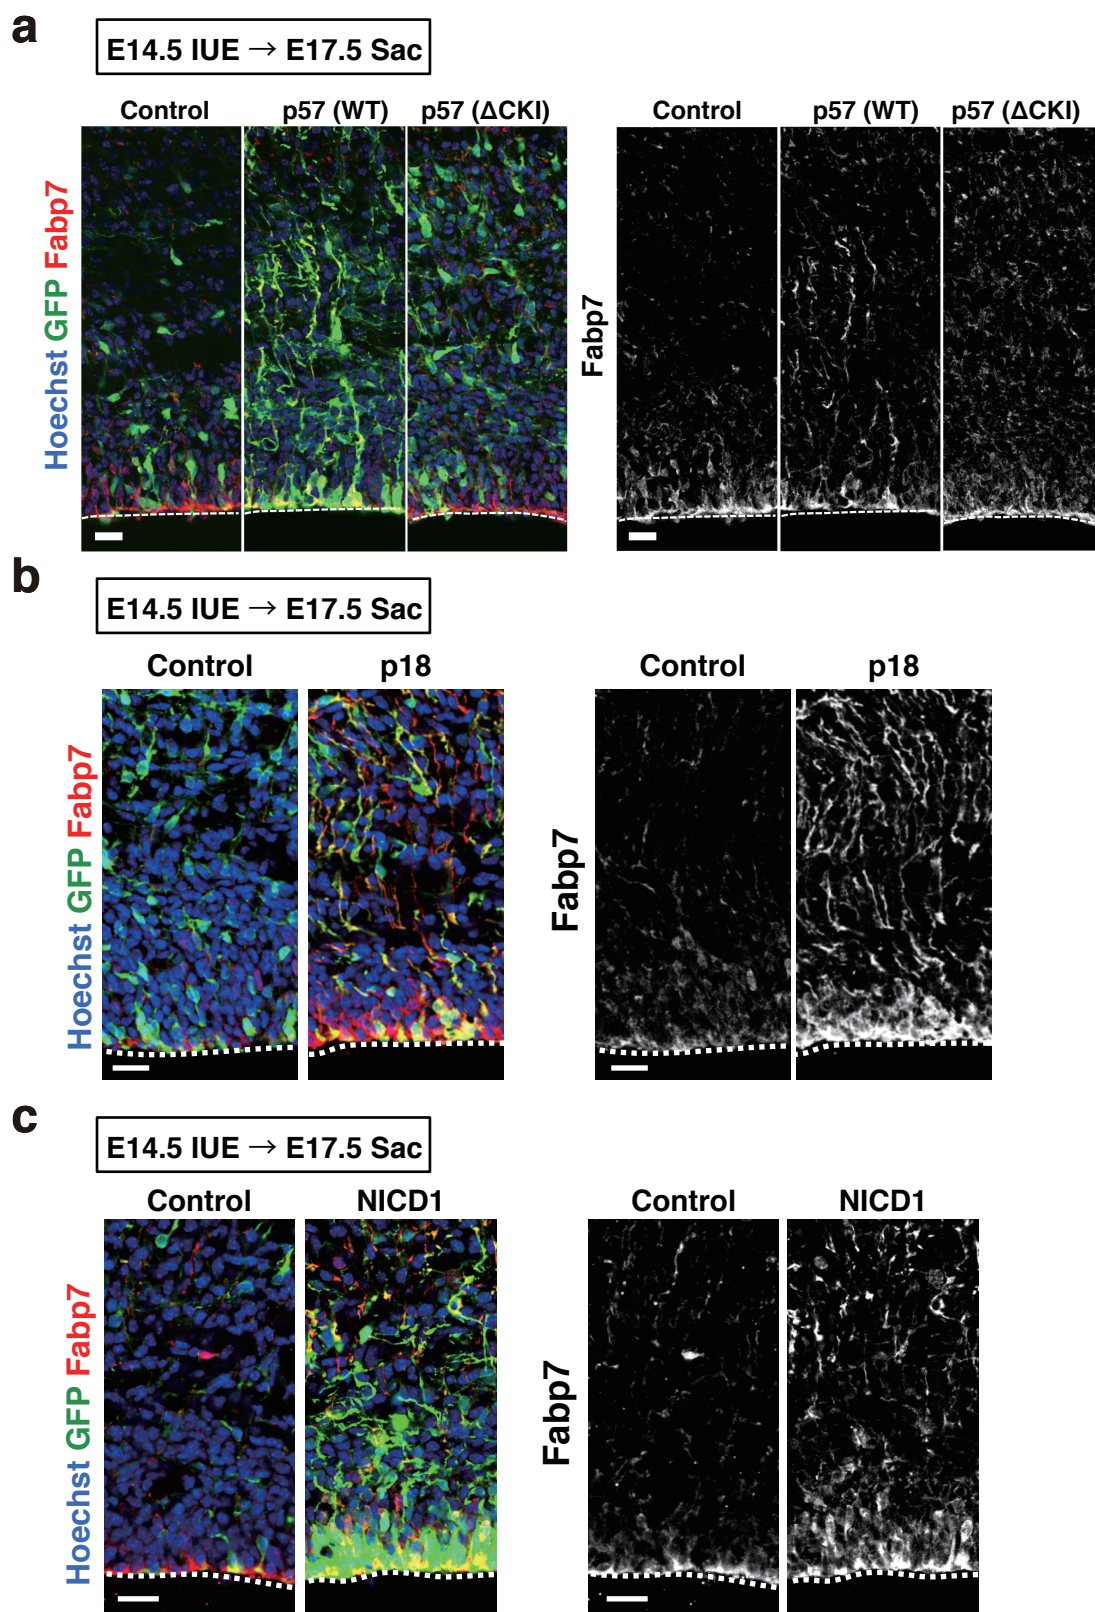 a
E14.5 IUE → E17.5 Sac
Control p57 (WT) p57 (ΔCKI)
Control p57 (WT) p57 (ΔCKI)
Hoechst GFP Fabp7
Fabp7
b
E14.5 IUE → E17.5 Sac
Control p18
Control p18
Hoechst GFP Fabp7
Fabp7
c
E14.5 IUE → E17.5 Sac
Control NICD1
Control NICD1
Hoechst GFP Fabp7
Fabp7